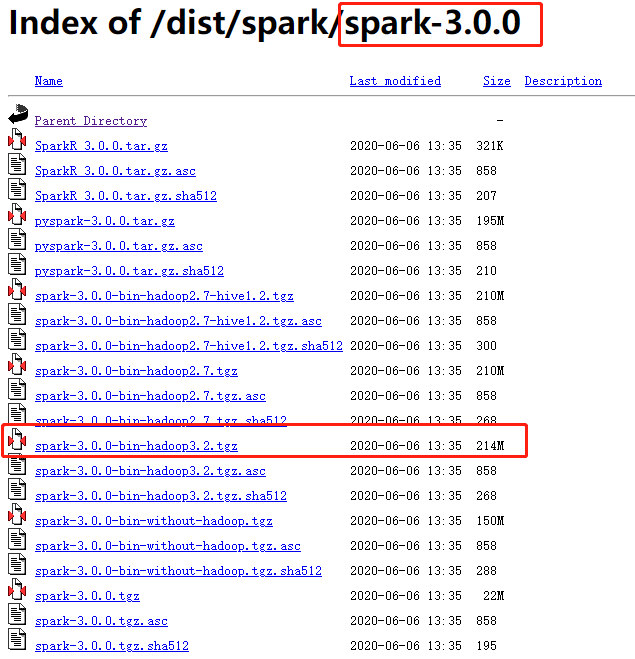 Index of /dist/spark/spark-3.0.0
Name Last modified Size Description
Parent Directory -
SparkR_3.0.0.tar.gz 2020-06-06 13:35 321K
SparkR_3.0.0.tar.gz.asc 2020-06-06 13:35 858
SparkR_3.0.0.tar.gz.sha512 2020-06-06 13:35 207
pyspark-3.0.0.tar.gz 2020-06-06 13:35 195M
pyspark-3.0.0.tar.gz.asc 2020-06-06 13:35 858
pyspark-3.0.0.tar.gz.sha512 2020-06-06 13:35 210
spark-3.0.0-bin-hadoop2.7-hive1.2.tgz 2020-06-06 13:35 210M
spark-3.0.0-bin-hadoop2.7-hive1.2.tgz.asc 2020-06-06 13:35 858
spark-3.0.0-bin-hadoop2.7-hive1.2.tgz.sha512 2020-06-06 13:35 300
spark-3.0.0-bin-hadoop2.7.tgz 2020-06-06 13:35 210M
spark-3.0.0-bin-hadoop2.7.tgz.asc 2020-06-06 13:35 858
spark-3.0.0-bin-hadoop2.7.tgz.sha512 2020-06-06 13:35 268
spark-3.0.0-bin-hadoop3.2.tgz 2020-06-06 13:35 214M
spark-3.0.0-bin-hadoop3.2.tgz.asc 2020-06-06 13:35 858
spark-3.0.0-bin-hadoop3.2.tgz.sha512 2020-06-06 13:35 268
spark-3.0.0-bin-without-hadoop.tgz 2020-06-06 13:35 150M
spark-3.0.0-bin-without-hadoop.tgz.asc 2020-06-06 13:35 858
spark-3.0.0-bin-without-hadoop.tgz.sha512 2020-06-06 13:35 288
spark-3.0.0.tgz 2020-06-06 13:35 22M
spark-3.0.0.tgz.asc 2020-06-06 13:35 858
spark-3.0.0.tgz.sha512 2020-06-06 13:35 195